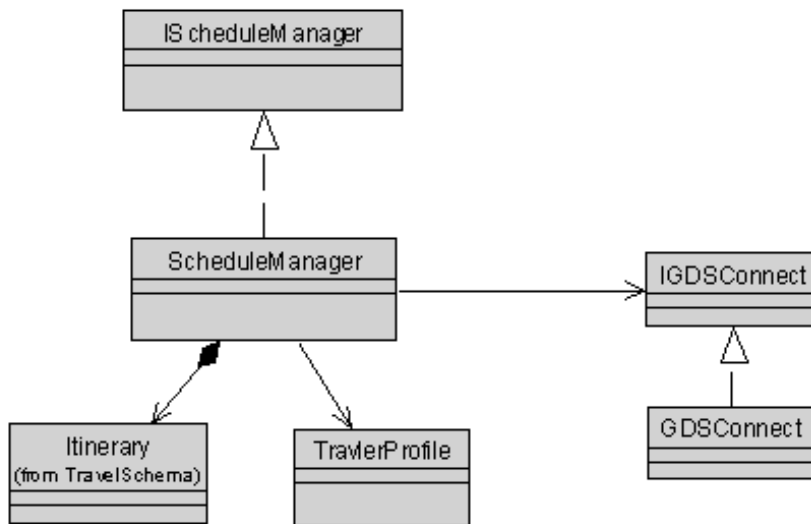 IScheduleManager
ScheduleManager
IGDSConnect
Itinerary
(from TravelSchema)
TravlerProfile
GDSConnect